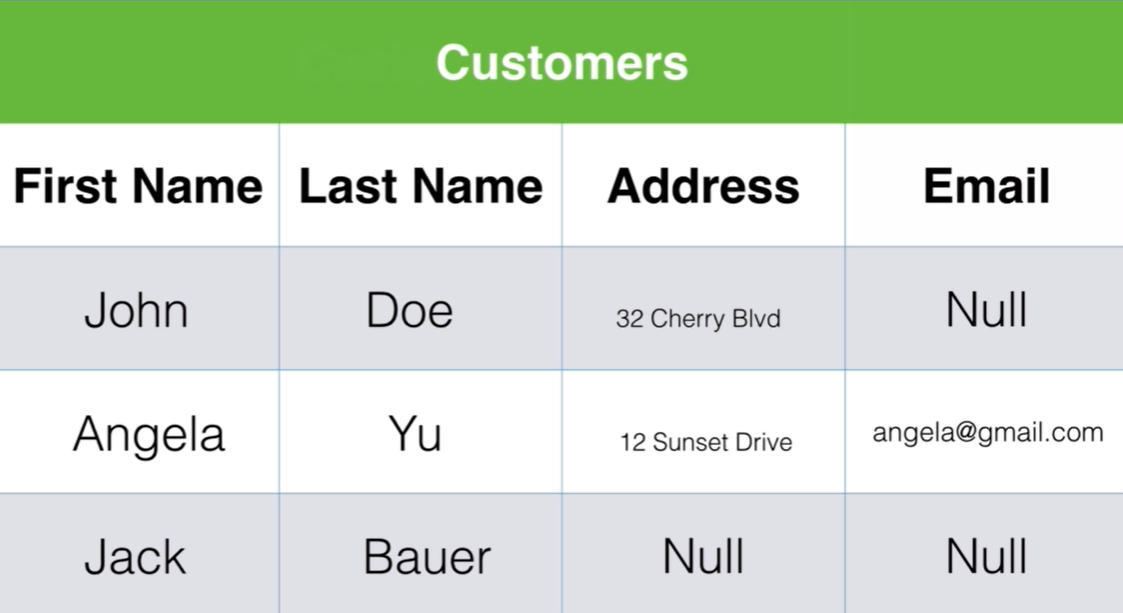 Customers
First Name Last Name Address Email
John Doe 32 Cherry Blvd Null
Angela Yu 12 Sunset Drive angela@gmail.com
Jack Bauer Null Null